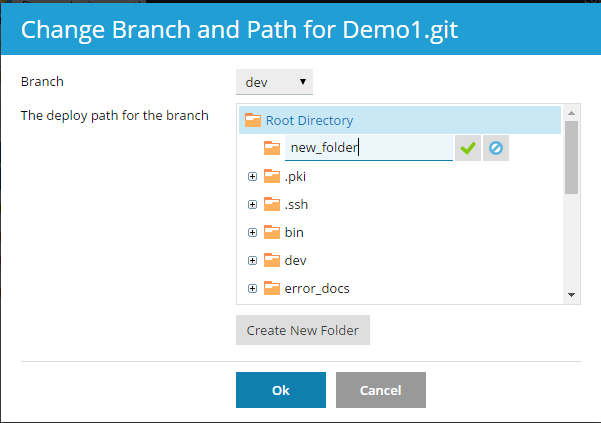 Change Branch and Path for Demo1.git
Branch
dev
The deploy path for the branch
Root Directory
new_folder
.pki
.ssh
bin
dev
error_docs
Create New Folder
Ok
Cancel